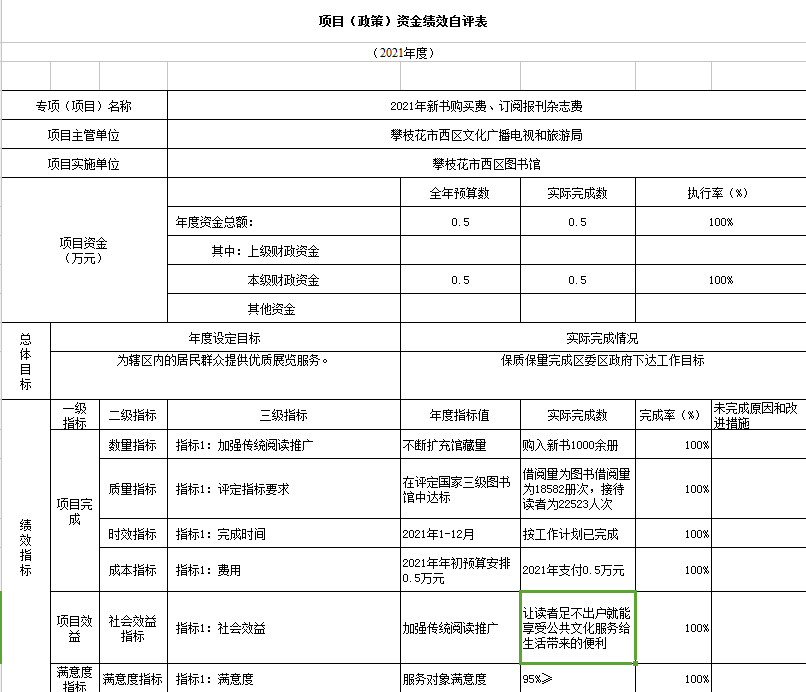 项目（政策）资金绩效自评表
（2021年度）
专项（项目）名称 2021年新书购买费、订阅报刊杂志费
项目主管单位 攀枝花市西区文化广播电视和旅游局
项目实施单位 攀枝花市西区图书馆
项目资金
（万元）
全年预算数 实际完成数 执行率（%）
年度资金总额： 0.5 0.5 100%
其中：上级财政资金
本级财政资金 0.5 0.5 100%
其他资金
总体目标
年度设定目标 实际完成情况
为辖区内的居民群众提供优质展览服务。 保质保量完成区委区政府下达工作目标
绩效指标
一级
指标
二级指标 三级指标 年度指标值 实际完成数 完成率（%）
未完成原因和改
进措施
项目完
成
数量指标 指标1：加强传统阅读推广 不断扩充馆藏量 购入新书1000余册 100%
质量指标 指标1：评定指标要求
在评定国家三级图书
馆中达标
借阅量为图书借阅量
为18582册次，接待
读者为22523人次
100%
时效指标 指标1：完成时间 2021年1-12月 按工作计划已完成 100%
成本指标 指标1：费用
2021年年初预算安排
0.5万元
2021年支付0.5万元 100%
项目效
益
社会效益
指标
指标1：社会效益 加强传统阅读推广
让读者足不出户就能
享受公共文化服务给
生活带来的便利
100%
满意度
指标
满意度指标 指标1：满意度 服务对象满意度 95%≥ 100%